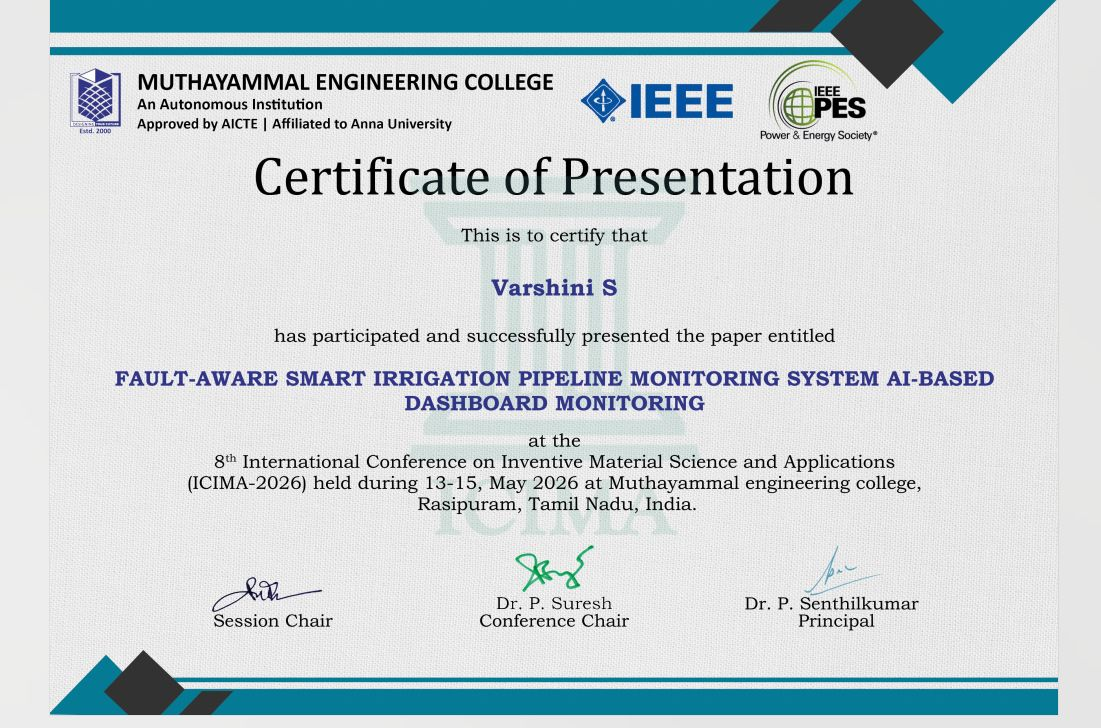 MUTHAYAMMAL ENGINEERING COLLEGE
An Autonomous Institution
Approved by AICTE | Affiliated to Anna University
DESIGNING YOUR FUTURE
Estd. 2000
IEEE
IEEE
PES
Power & Energy Society®
Certificate of Presentation
This is to certify that
Varshini S
has participated and successfully presented the paper entitled
FAULT-AWARE SMART IRRIGATION PIPELINE MONITORING SYSTEM AI-BASED
DASHBOARD MONITORING
at the
8th International Conference on Inventive Material Science and Applications
(ICIMA-2026) held during 13-15, May 2026 at Muthayammal engineering college,
Rasipuram, Tamil Nadu, India.
ICIMA
Session Chair
Dr. P. Suresh
Conference Chair
Dr. P. Senthilkumar
Principal